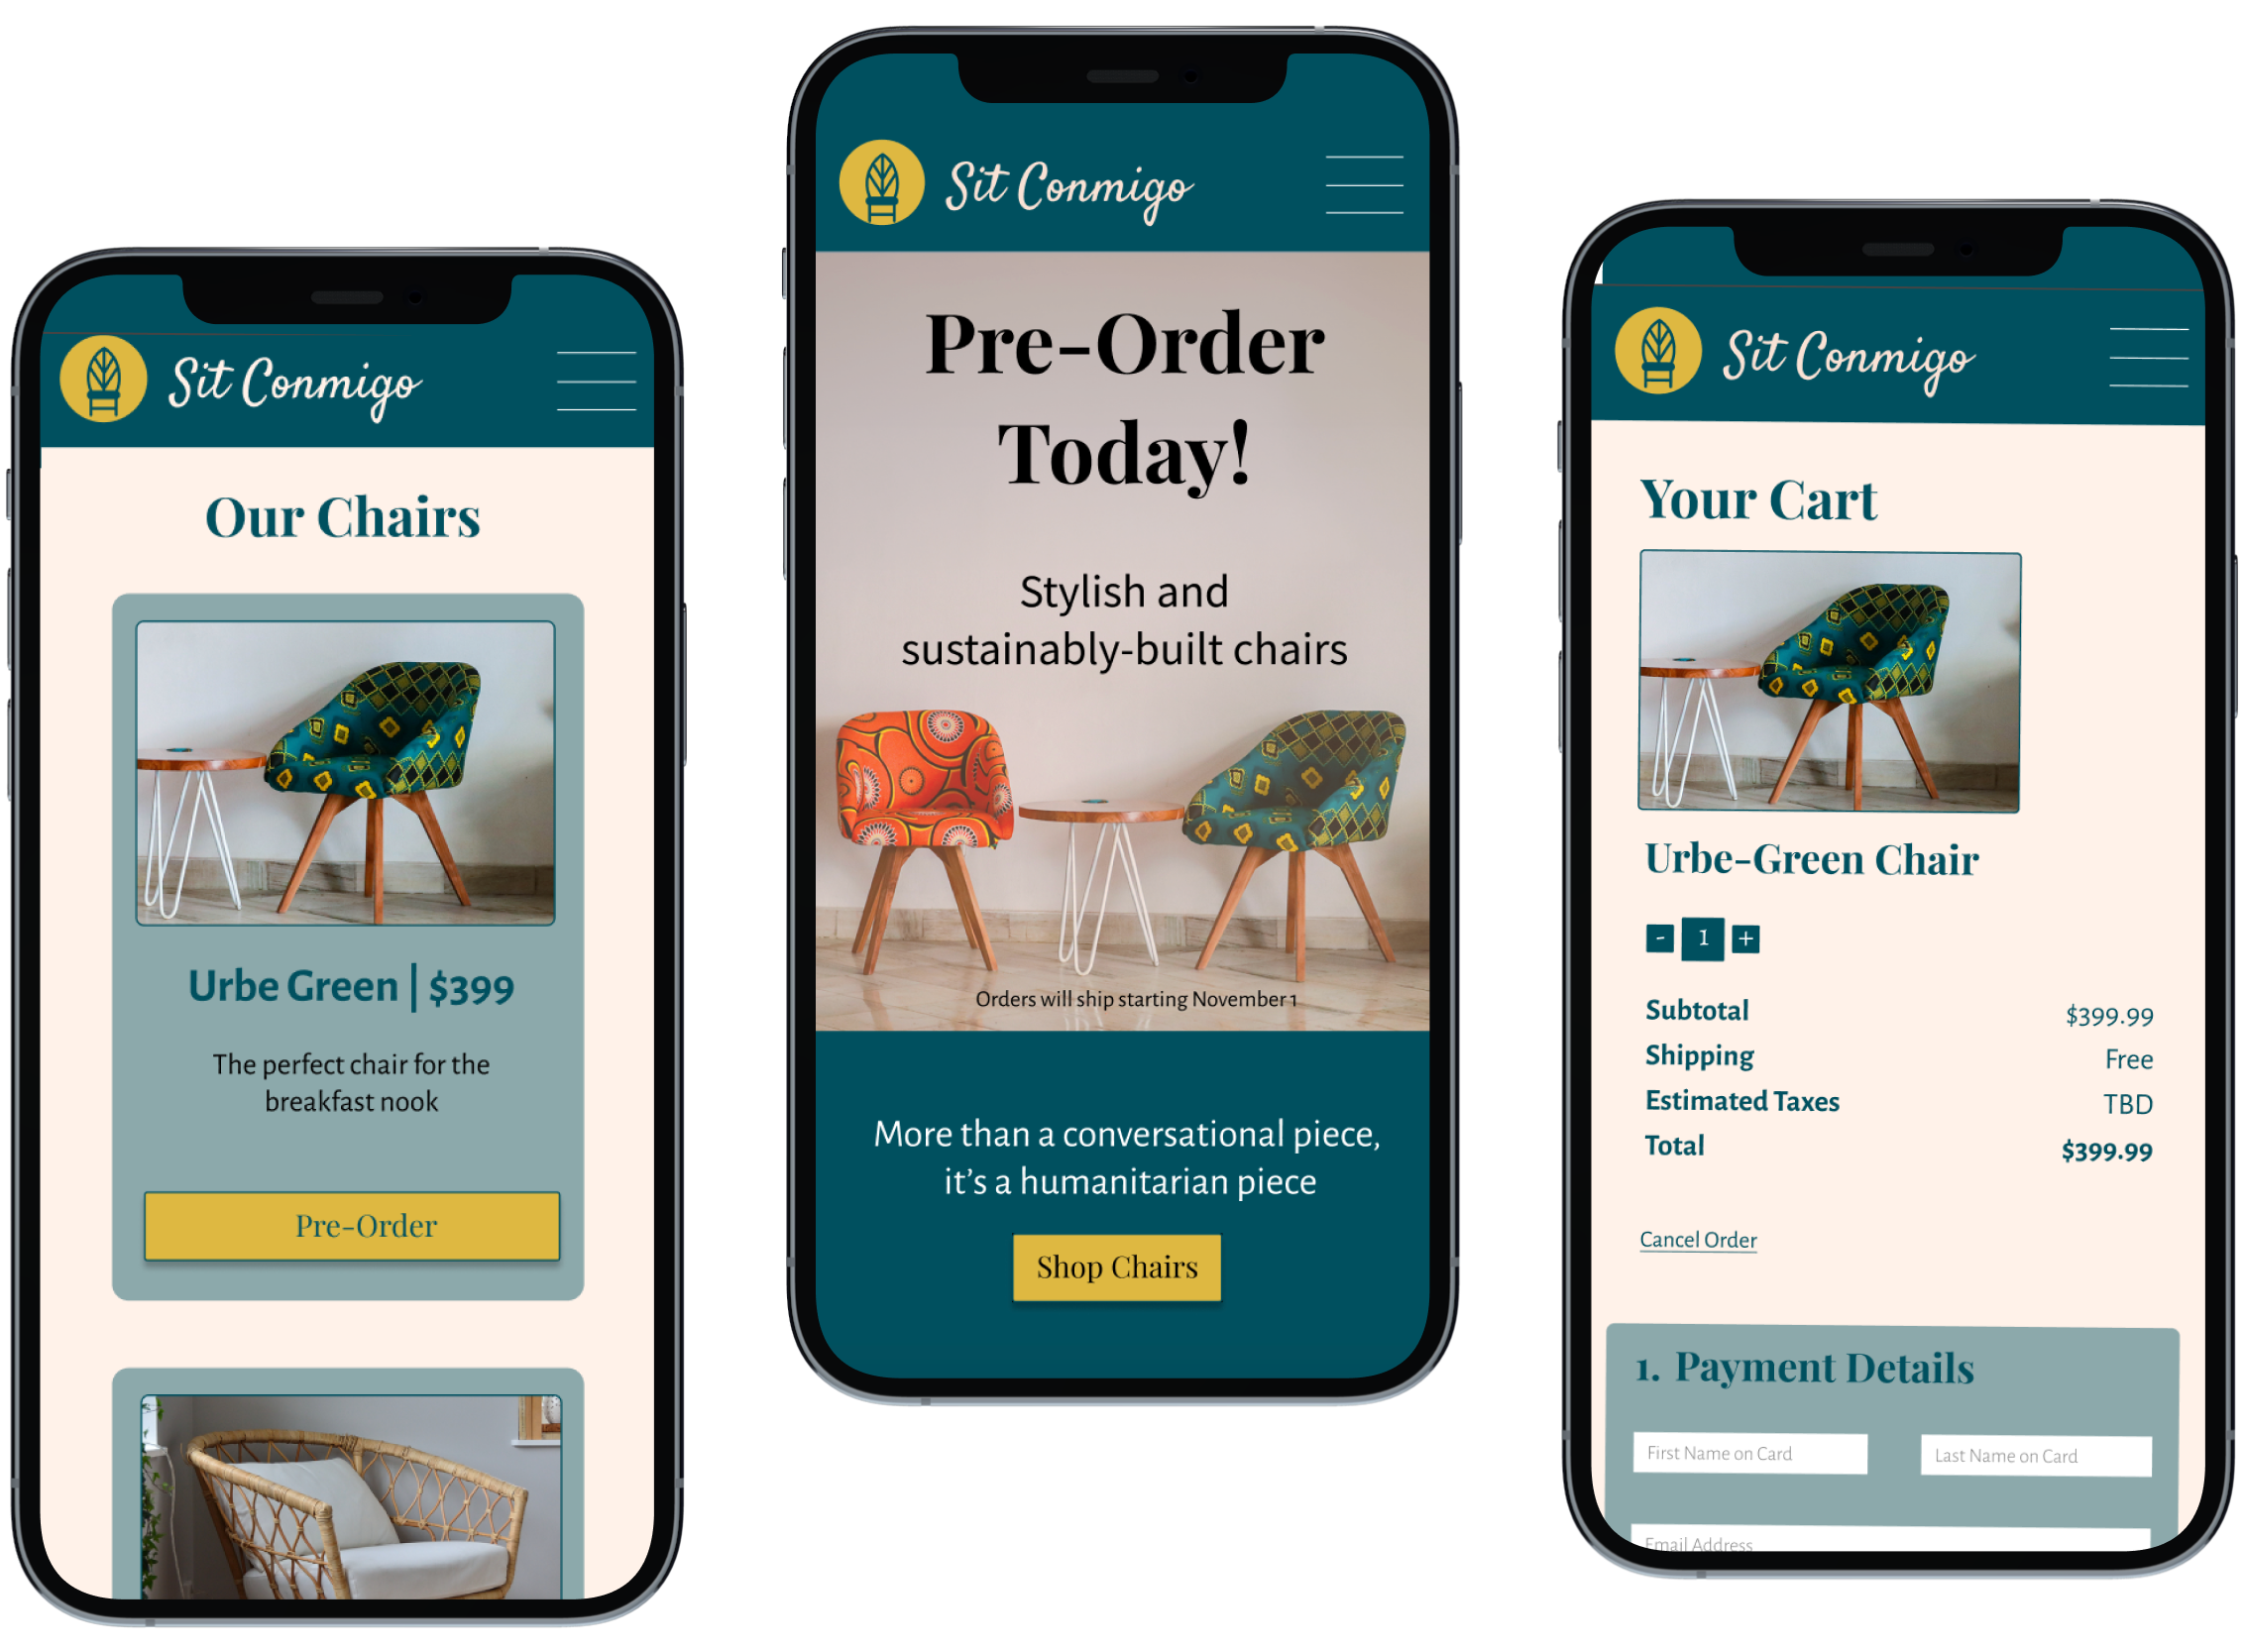 Sit Conmigo
Our Chairs
Urbe Green | $399
The perfect chair for the
breakfast nook
Pre-Order
Sit Conmigo
Pre-Order
Today!
Stylish and
sustainably-built chairs
Orders will ship starting November 1
More than a conversational piece,
it's a humanitarian piece
Shop Chairs
Sit Conmigo
Your Cart
Urbe-Green Chair
- 1 +
Subtotal $399.99
Shipping Free
Estimated Taxes TBD
Total $399.99
Cancel Order
1. Payment Details
First Name on Card Last Name on Card
Email Address